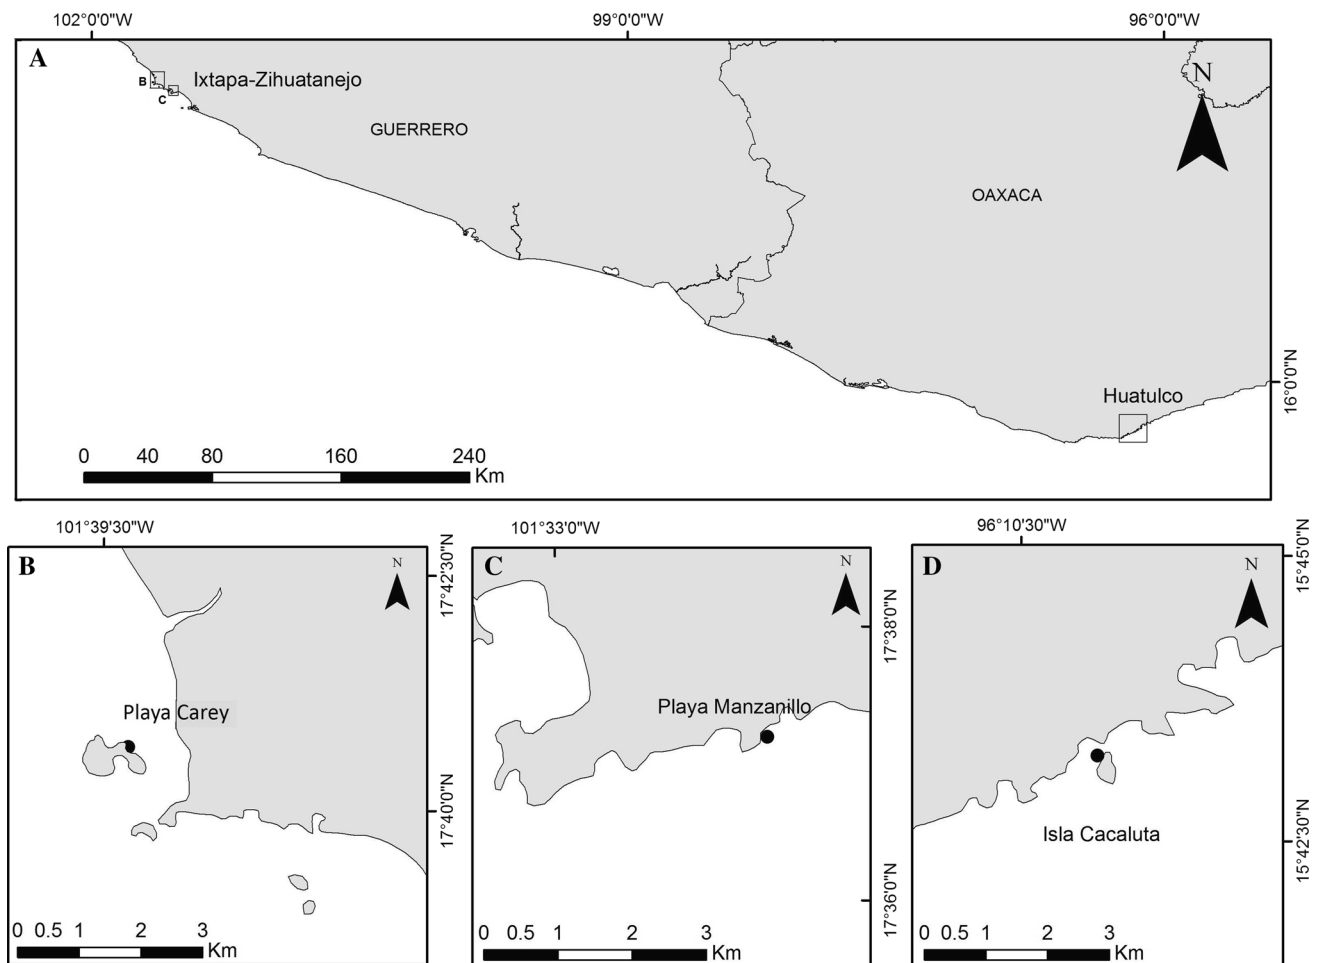 102°0'0"W 99°0'0"W 96°0'0"W
A
N
B
C
Ixtapa-Zihuatanejo
GUERRERO
OAXACA
16°0'0"N
Huatulco
0 40 80 160 240
Km
101°39'30"W
B
N
17°42'30"N
Playa Carey
17°40'0"N
0 0.5 1 2 3
Km
101°33'0"W
C
N
17°38'0"N
Playa Manzanillo
17°36'0"N
0 0.5 1 2 3
Km
96°10'30"W
D
N
15°45'0"N
Isla Cacaluta
15°42'30"N
0 0.5 1 2 3
Km